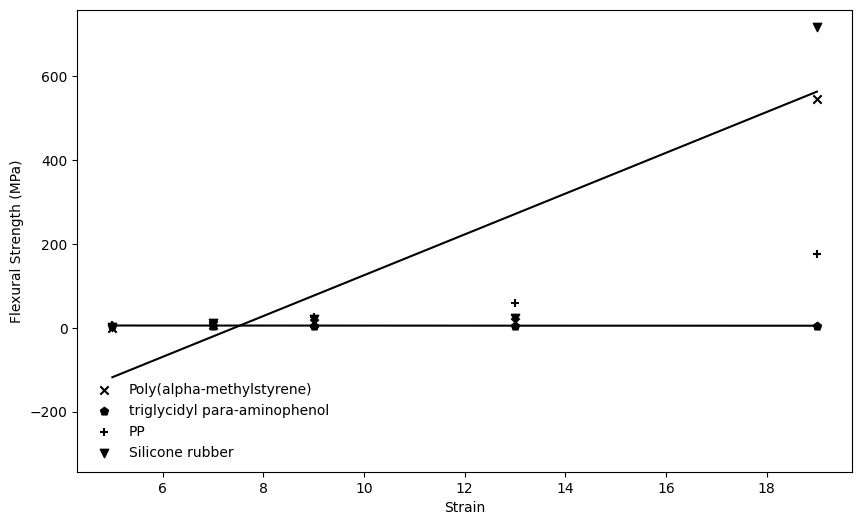 600
400
200
0
−200
Flexural Strength (MPa)
Poly(alpha-methylstyrene)
triglycidyl para-aminophenol
PP
Silicone rubber
6 8 10 12 14 16 18
Strain